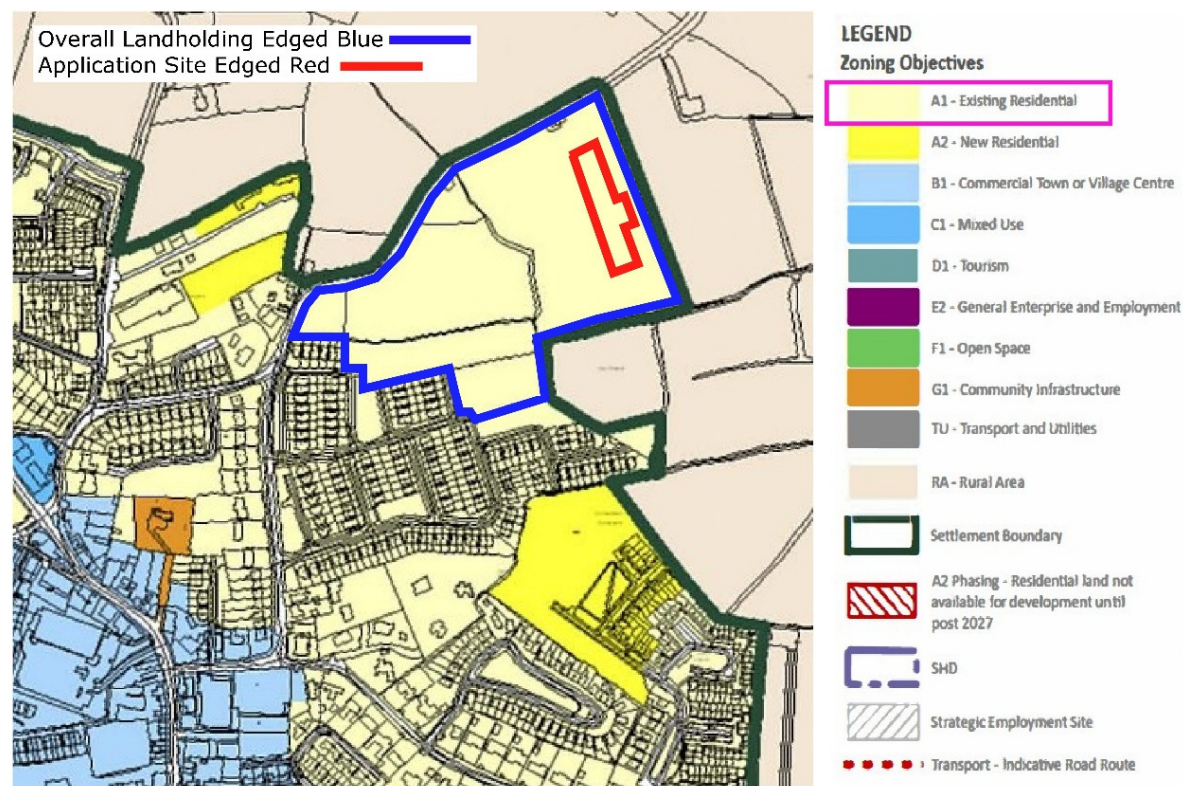 Overall Landholding Edged Blue
Application Site Edged Red
LEGEND
Zoning Objectives
A1 - Existing Residential
A2 - New Residential
B1 - Commercial Town or Village Centre
C1 - Mixed Use
D1 - Tourism
E2 - General Enterprise and Employment
F1 - Open Space
G1 - Community Infrastructure
TU - Transport and Utilities
RA - Rural Area
Settlement Boundary
A2 Phasing - Residential land not
available for development until
post 2027
SHD
Strategic Employment Site
Transport - Indicative Road Route